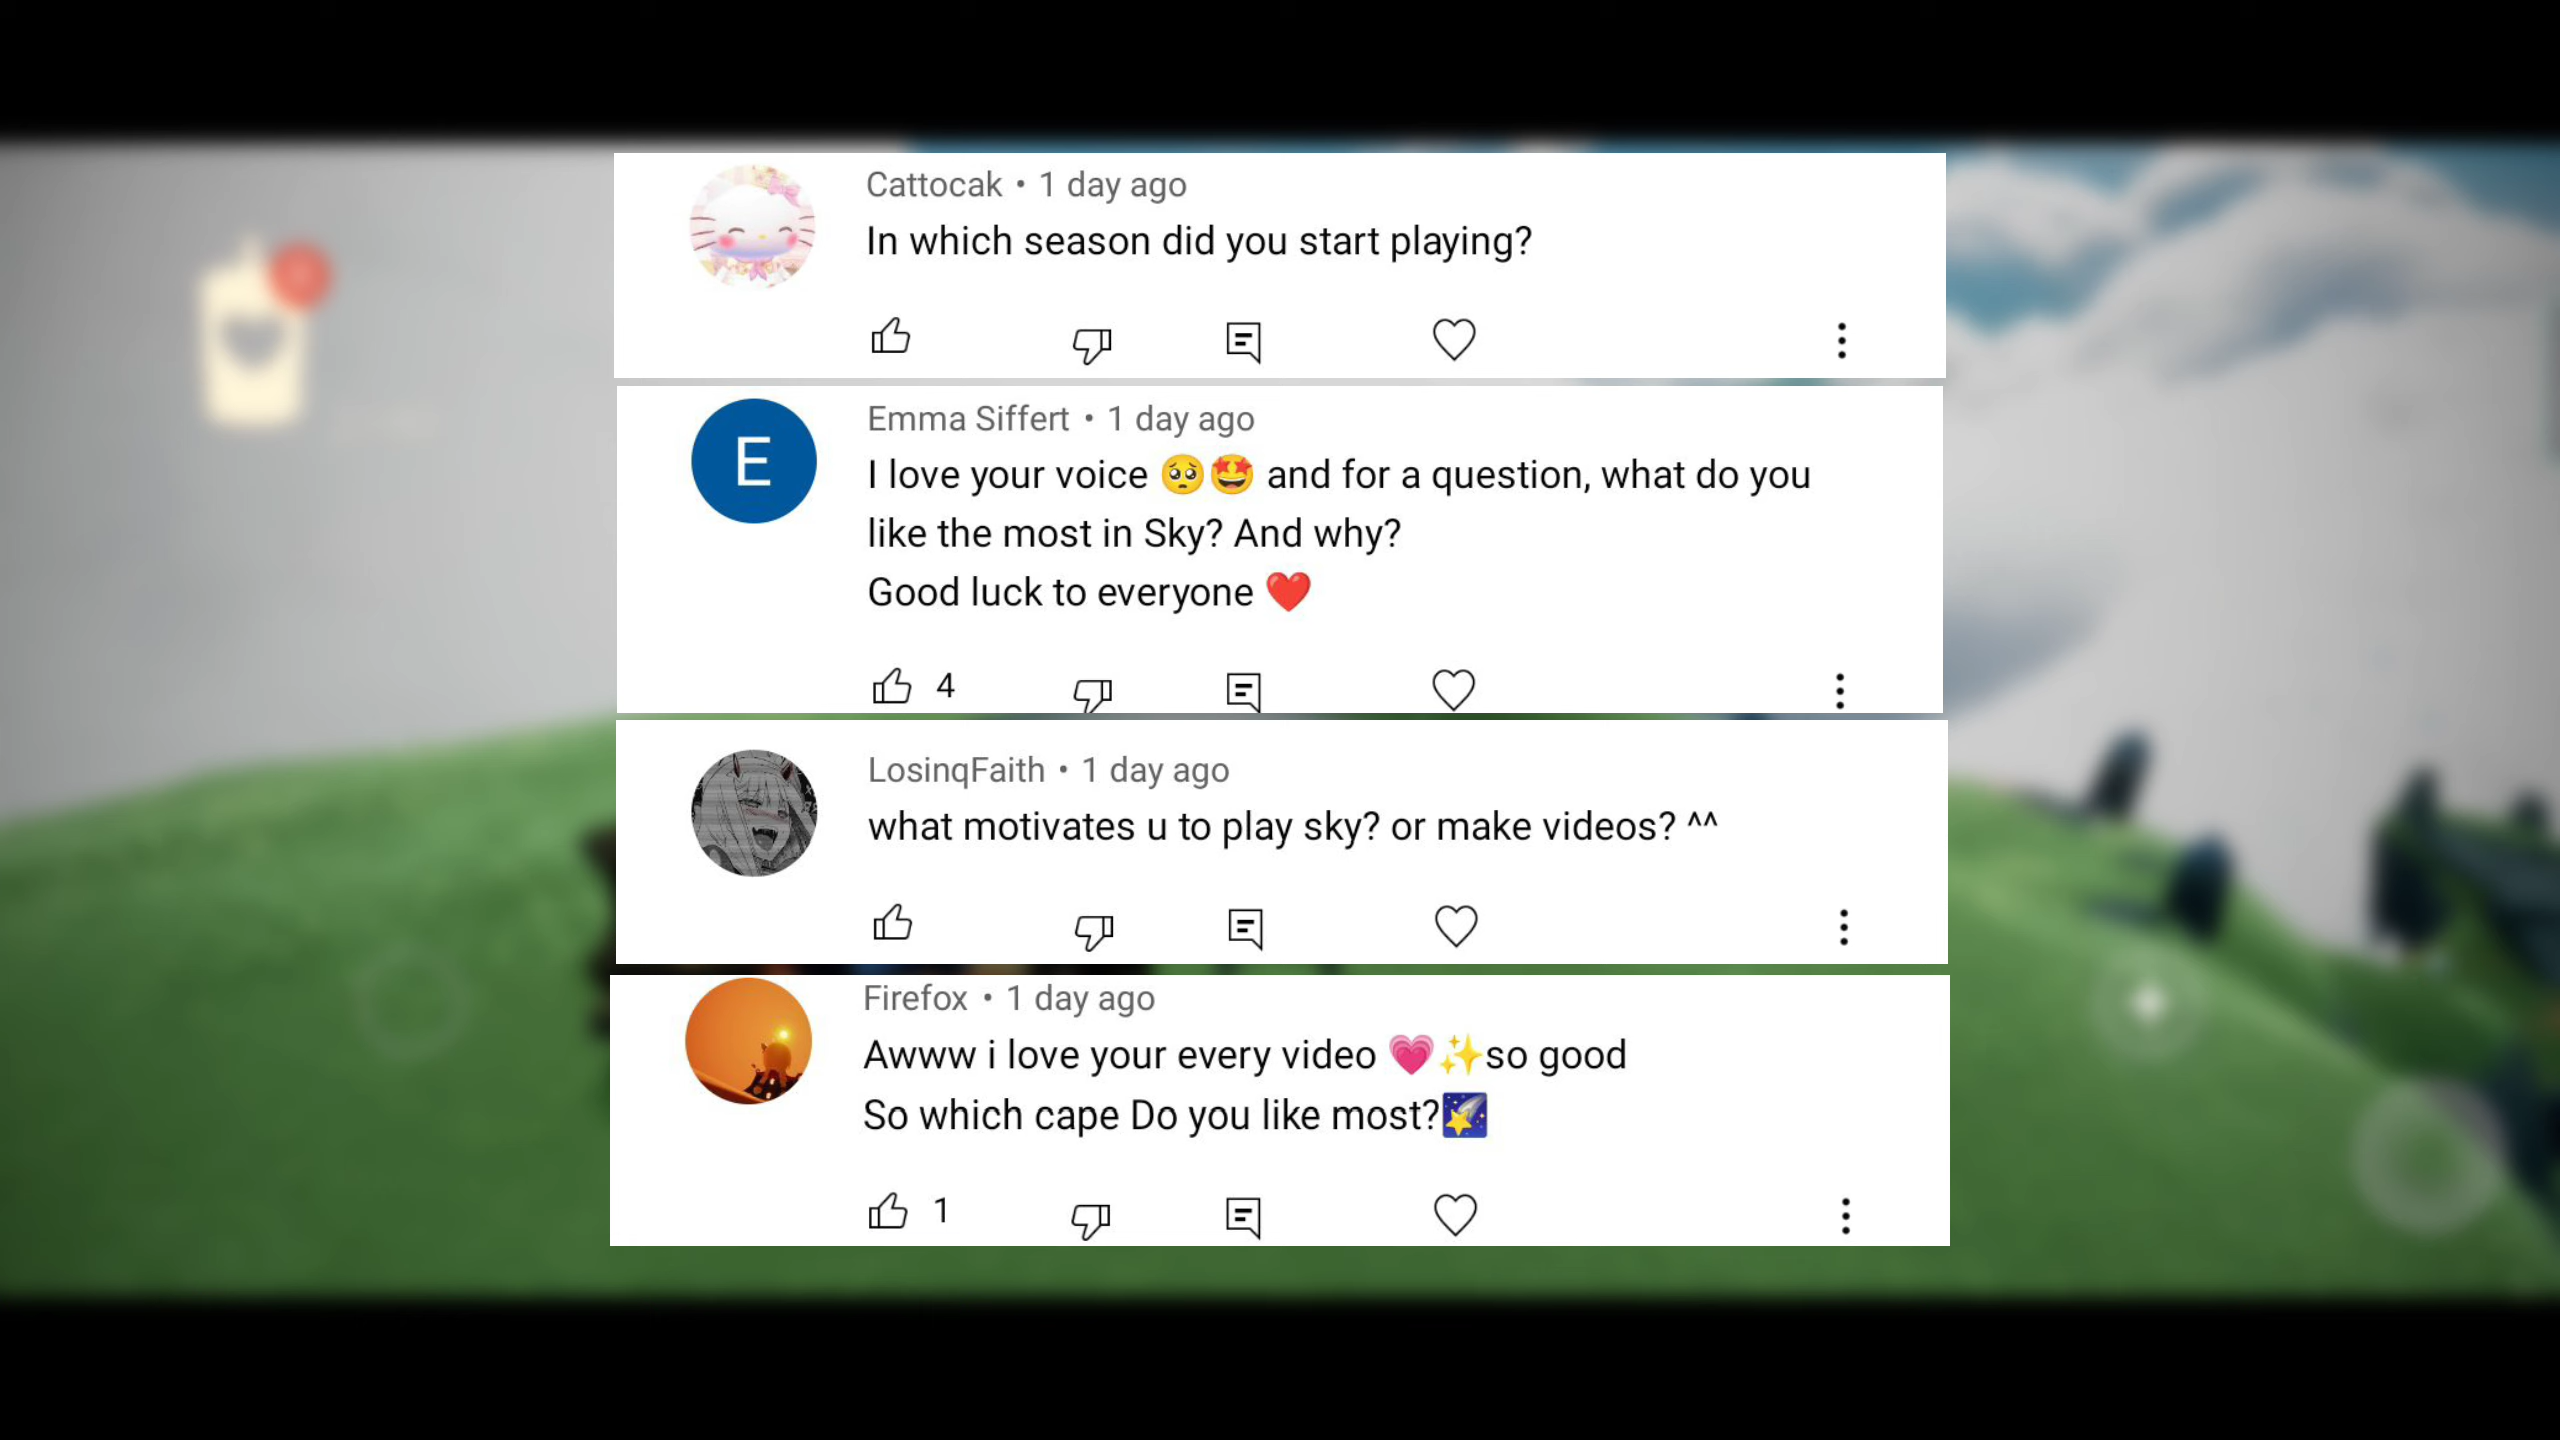 Cattocak • 1 day ago
In which season did you start playing?
E
Emma Siffert • 1 day ago
I love your voice 🥺🤩 and for a question, what do you
like the most in Sky? And why?
Good luck to everyone ❤️
4
LosinqFaith • 1 day ago
what motivates u to play sky? or make videos? ^^
Firefox • 1 day ago
Awww i love your every video 💗✨so good
So which cape Do you like most?🌠
1